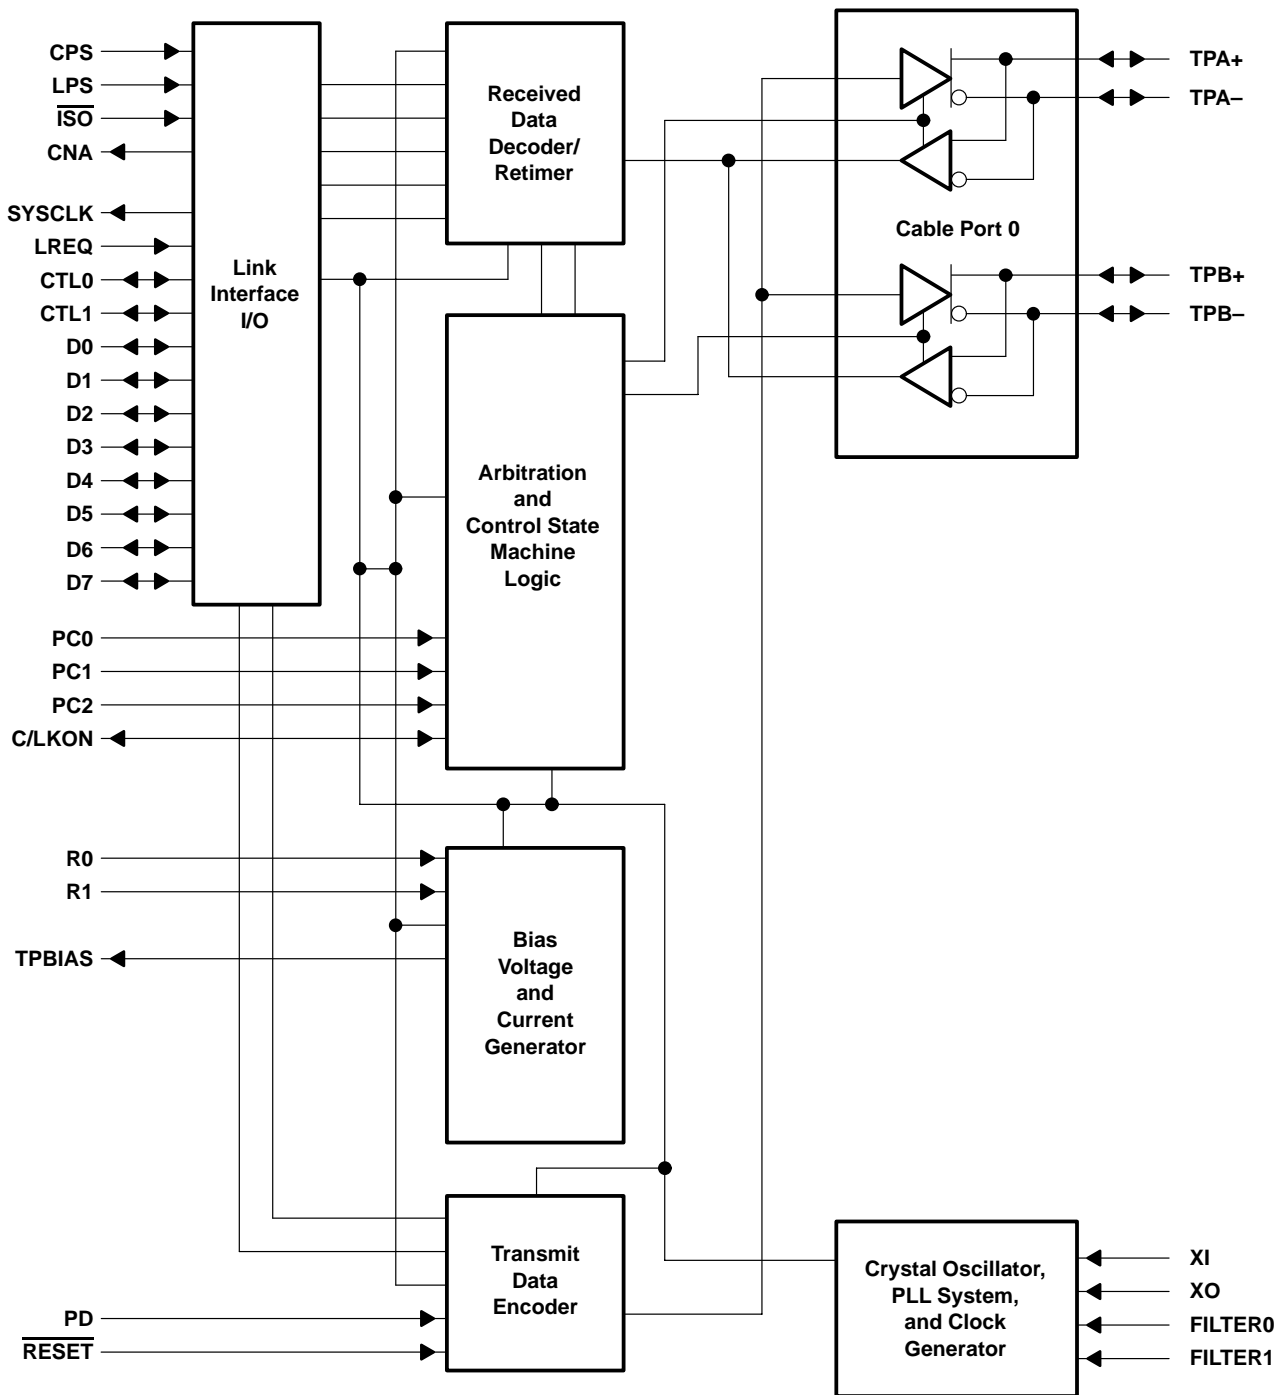 CPS
LPS
ISO
CNA
SYSCLK
LREQ
CTL0
CTL1
D0
D1
D2
D3
D4
D5
D6
D7
PC0
PC1
PC2
C/LKON
R0
R1
TPBIAS
PD
RESET
Link
Interface
I/O
Received
Data
Decoder/
Retimer
Arbitration
and
Control State
Machine
Logic
Bias
Voltage
and
Current
Generator
Transmit
Data
Encoder
Cable Port 0
TPA+
TPA–
TPB+
TPB–
Crystal Oscillator,
PLL System,
and Clock
Generator
XI
XO
FILTER0
FILTER1